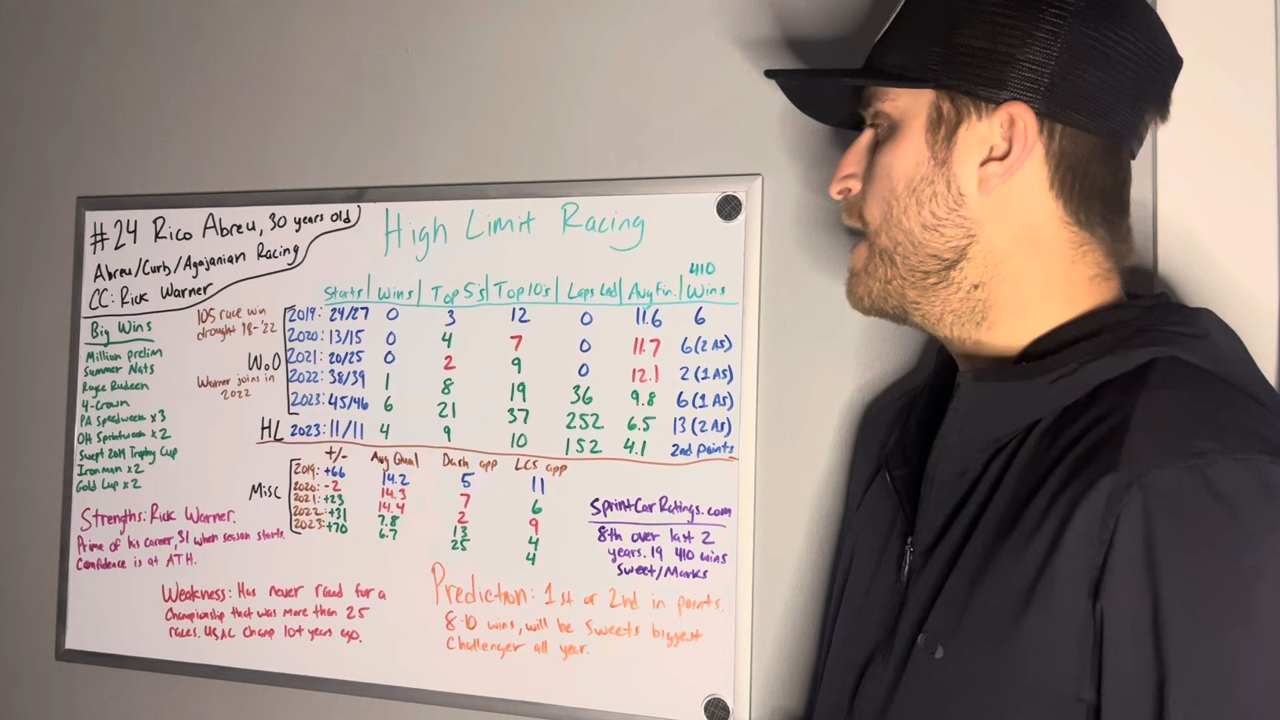 #24 Rico Abreu, 30 years old
Abreu/Curb/Agajanian Racing
CC: Rick Warner
High Limit Racing
Starts | Wins | Top 5's | Top 10's | Laps Led | Avg Fin. | 410 Wins
2019: 24/27 0 3 12 0 11.6 6
2020: 13/15 0 4 7 0 11.7 6 (2 AS)
2021: 20/25 0 2 9 0 12.1 2 (1 AS)
2022: 38/39 1 8 19 36 9.8 6 (1 AS)
2023: 45/46 6 21 37 252 6.5 13 (2 AS)
HL 2023: 11/11 4 9 10 152 4.1 2nd points
WoO
105 race win
drought 18-'22
Warner joins in
2022
Big Wins
Million prelim
Summer Nats
Rayce Rudeen
4-Crown
PA Speedweek x3
OH Sprintweek x2
Swept 2019 Trophy Cup
Ironman x2
Gold Cup x2
Misc
+/- Avg Qual Dash app LCS app
2019: +66 14.2 5 11
2020: -2 14.3 7 6
2021: +23 14.4 2 9
2022: +31 7.8 13 4
2023: +70 6.7 25 4
SprintCarRatings.com
8th over last 2
years. 19 410 wins
Sweet/Marks
Strengths: Rick Warner.
Prime of his career, 31 when season starts
Confidence is at ATH.
Weakness: Has never raced for a
Championship that was more than 25
races. USAC champ 10+ years ago.
Prediction: 1st or 2nd in points.
8-10 wins, will be Sweets biggest
Challenger all year.